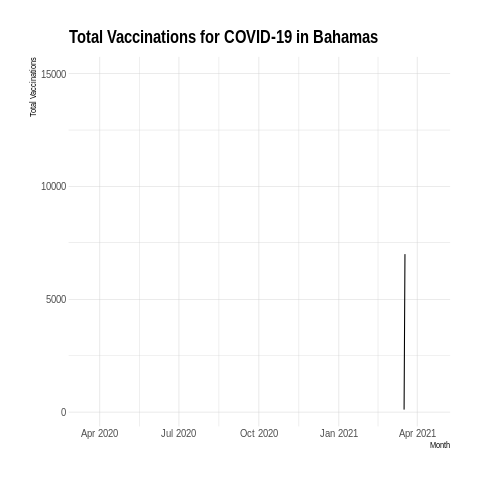 Total Vaccinations for COVID-19 in Bahamas
Total Vaccinations
15000
10000
5000
0
Apr 2020 Jul 2020 Oct 2020 Jan 2021 Apr 2021
Month